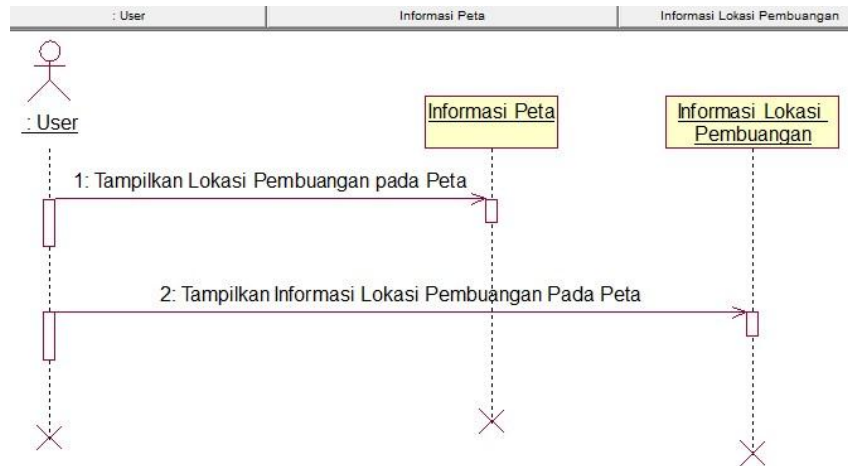 : User
Informasi Peta
Informasi Lokasi Pembuangan
: User
Informasi Peta
Informasi Lokasi
Pembuangan
1: Tampilkan Lokasi Pembuangan pada Peta
2: Tampilkan Informasi Lokasi Pembuangan Pada Peta